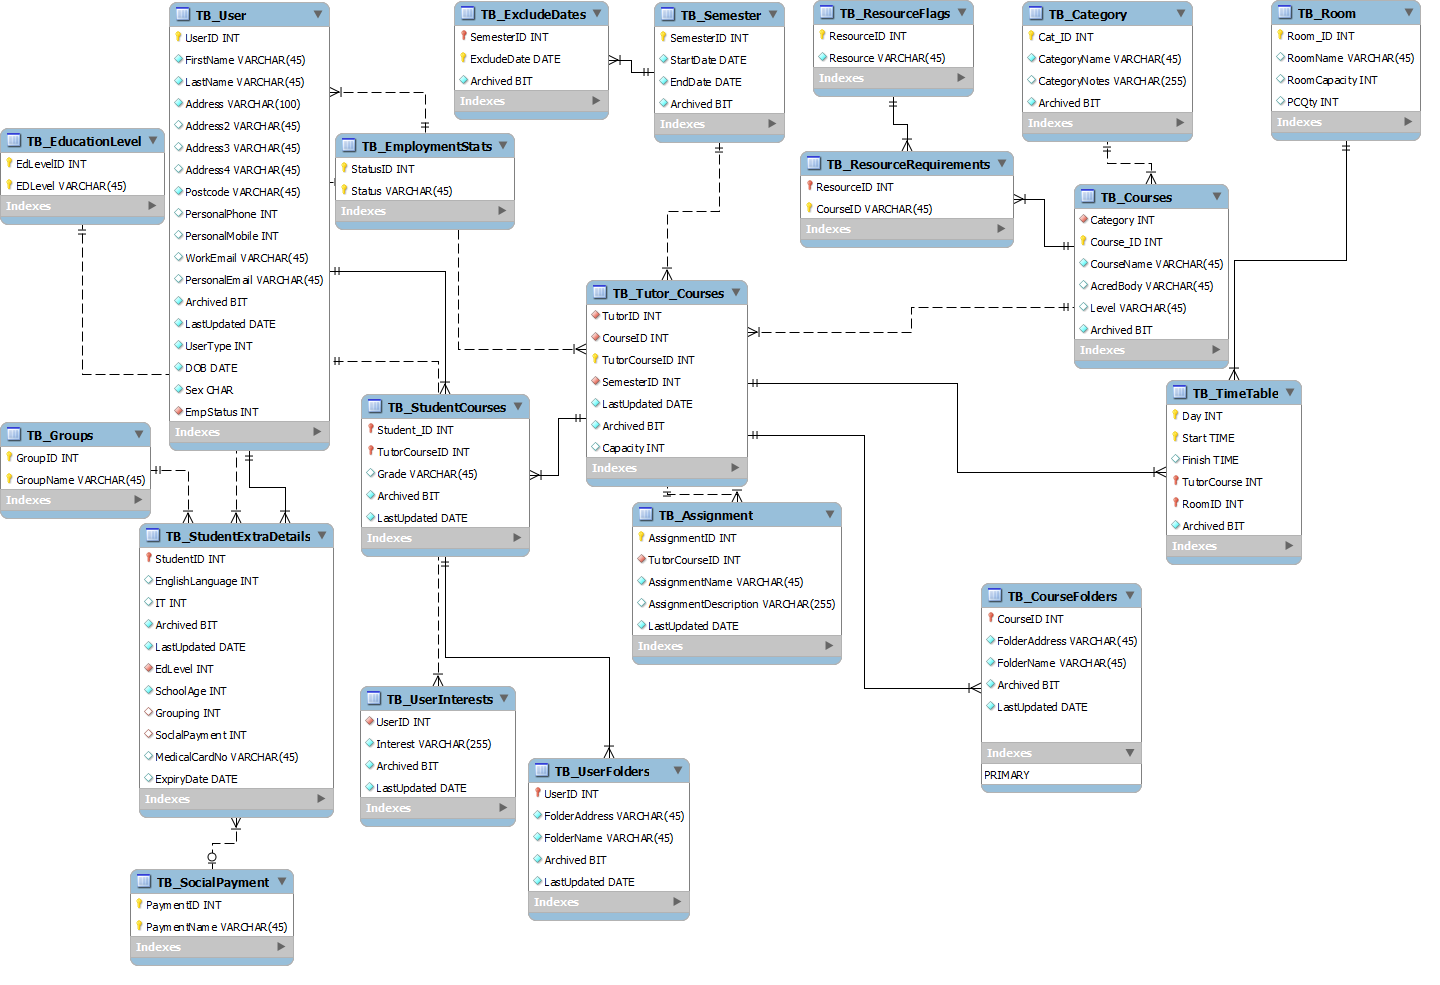 TB_User
UserID INT
FirstName VARCHAR(45)
LastName VARCHAR(45)
Address VARCHAR(100)
Address2 VARCHAR(45)
Address3 VARCHAR(45)
Address4 VARCHAR(45)
Postcode VARCHAR(45)
PersonalPhone INT
PersonalMobile INT
WorkEmail VARCHAR(45)
PersonalEmail VARCHAR(45)
Archived BIT
LastUpdated DATE
UserType INT
DOB DATE
Sex CHAR
EmpStatus INT
Indexes
TB_ExcludeDates
SemesterID INT
ExcludeDate DATE
Archived BIT
Indexes
TB_Semester
SemesterID INT
StartDate DATE
EndDate DATE
Archived BIT
Indexes
TB_ResourceFlags
ResourceID INT
Resource VARCHAR(45)
Indexes
TB_Category
Cat_ID INT
CategoryName VARCHAR(45)
CategoryNotes VARCHAR(255)
Archived BIT
Indexes
TB_Room
Room_ID INT
RoomName VARCHAR(45)
RoomCapacity INT
PCQty INT
Indexes
TB_EducationLevel
EdLevelID INT
EDLevel VARCHAR(45)
Indexes
TB_EmploymentStats
StatusID INT
Status VARCHAR(45)
Indexes
TB_ResourceRequirements
ResourceID INT
CourseID VARCHAR(45)
Indexes
TB_Courses
Category INT
Course_ID INT
CourseName VARCHAR(45)
AcredBody VARCHAR(45)
Level VARCHAR(45)
Archived BIT
Indexes
TB_Tutor_Courses
TutorID INT
CourseID INT
TutorCourseID INT
SemesterID INT
LastUpdated DATE
Archived BIT
Capacity INT
Indexes
TB_TimeTable
Day INT
Start TIME
Finish TIME
TutorCourse INT
RoomID INT
Archived BIT
Indexes
TB_StudentCourses
Student_ID INT
TutorCourseID INT
Grade VARCHAR(45)
Archived BIT
LastUpdated DATE
Indexes
TB_Groups
GroupID INT
GroupName VARCHAR(45)
Indexes
TB_Assignment
AssignmentID INT
TutorCourseID INT
AssignmentName VARCHAR(45)
AssignmentDescription VARCHAR(255)
LastUpdated DATE
Indexes
TB_StudentExtraDetails
StudentID INT
EnglishLanguage INT
IT INT
Archived BIT
LastUpdated DATE
EdLevel INT
SchoolAge INT
Grouping INT
SocialPayment INT
MedicalCardNo VARCHAR(45)
ExpiryDate DATE
Indexes
TB_CourseFolders
CourseID INT
FolderAddress VARCHAR(45)
FolderName VARCHAR(45)
Archived BIT
LastUpdated DATE
Indexes
PRIMARY
TB_UserInterests
UserID INT
Interest VARCHAR(255)
Archived BIT
LastUpdated DATE
Indexes
TB_UserFolders
UserID INT
FolderAddress VARCHAR(45)
FolderName VARCHAR(45)
Archived BIT
LastUpdated DATE
Indexes
TB_SocialPayment
PaymentID INT
PaymentName VARCHAR(45)
Indexes